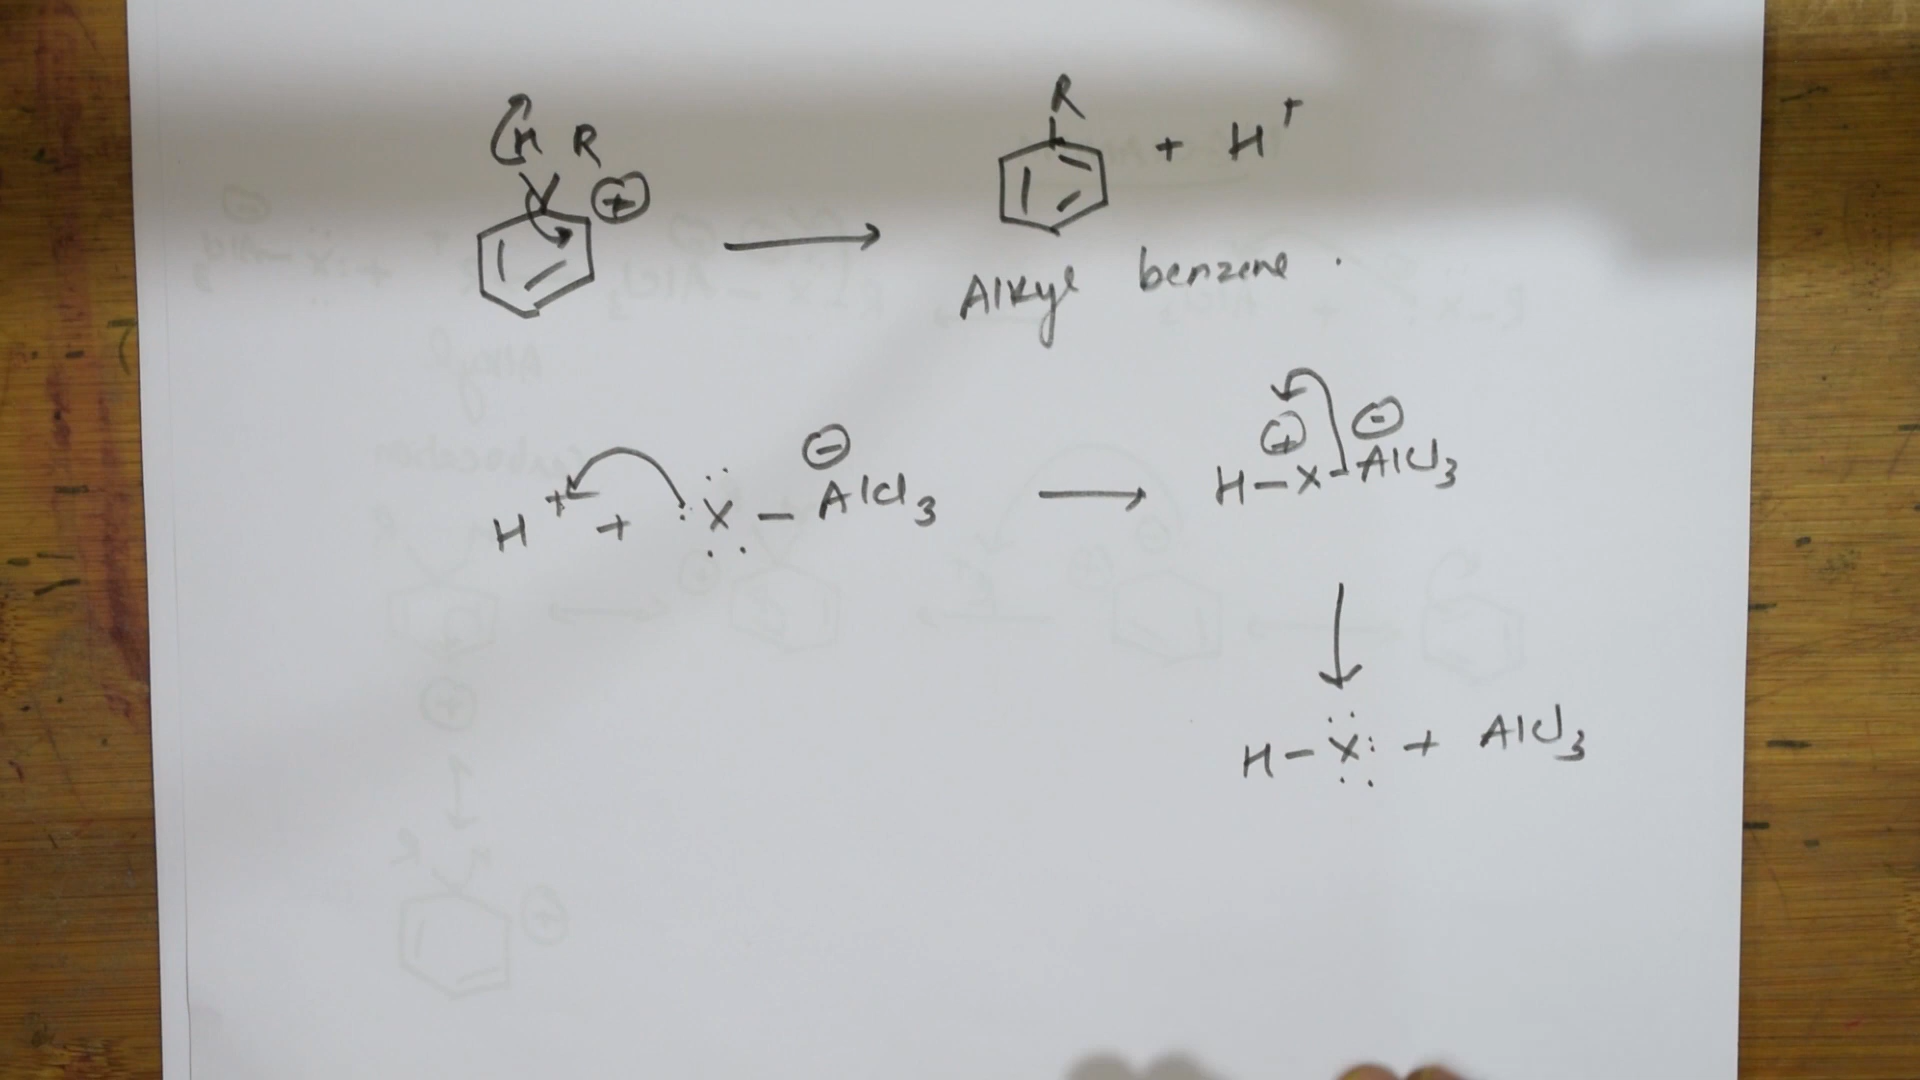 H R
⊕
R
+ H⁺
Alkyl benzene .
H⁺ + :X – AlCl₃ ⊖
H – X – AlCl₃ ⊕ ⊖
H – X: + AlCl₃